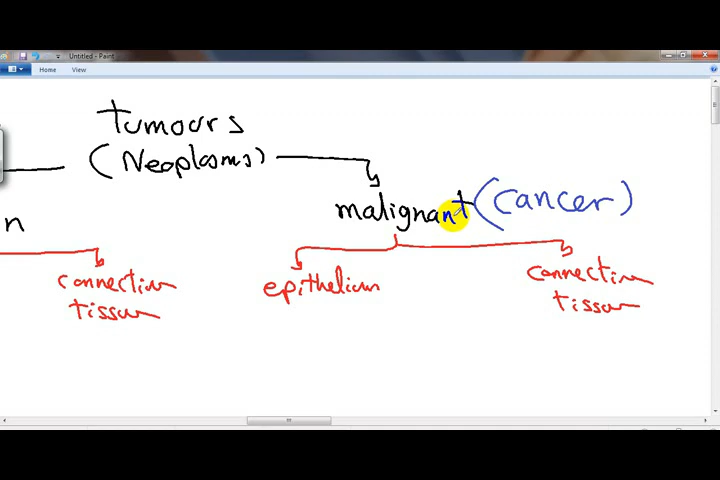 Untitled - Paint
Home View
tumours
(Neoplasms)
malignant (cancer)
n
connective
tissue
epithelium
connective
tissue